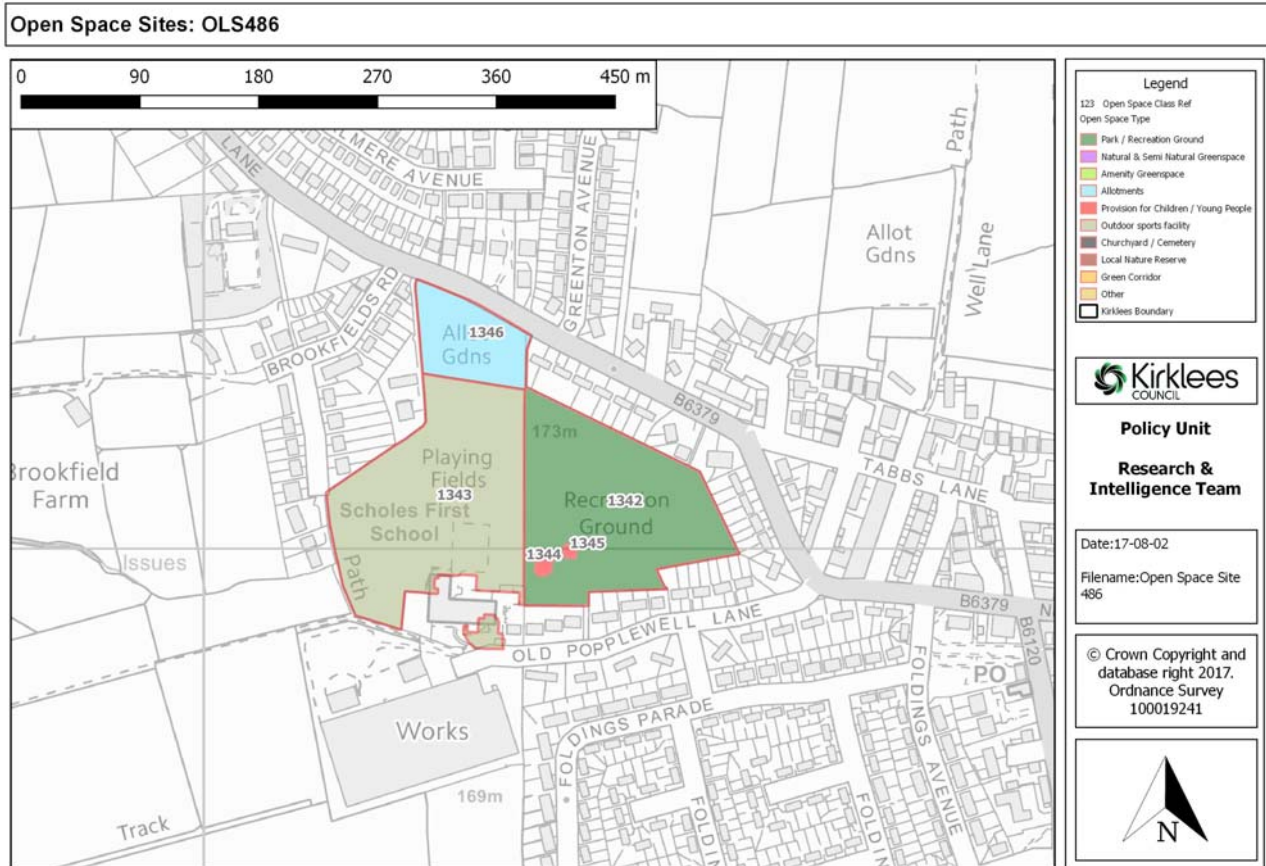 Open Space Sites: OLS486
0 90 180 270 360 450 m
LANE
MERE AVENUE
GREENTON AVENUE
Path
Well Lane
Allot
Gdns
BROOKFIELDS RD
1346
Gdns
B6379
173m
TABBS LANE
Brookfield
Farm
Playing
Fields
1343
Scholes First
School
Recreation
1342
Ground
1344
1345
Issues
Path
B6379
B6120
OLD POPPLEWELL LANE
PO
FOLDINGS PARADE
FOLDINGS AVENUE
Works
169m
Track
Legend
123 Open Space Class Ref
Open Space Type
Park / Recreation Ground
Natural & Semi Natural Greenspace
Amenity Greenspace
Allotments
Provision for Children / Young People
Outdoor sports facility
Churchyard / Cemetery
Local Nature Reserve
Green Corridor
Other
Kirklees Boundary
Kirklees
COUNCIL
Policy Unit
Research &
Intelligence Team
Date:17-08-02
Filename:Open Space Site
486
© Crown Copyright and
database right 2017.
Ordnance Survey
100019241
N